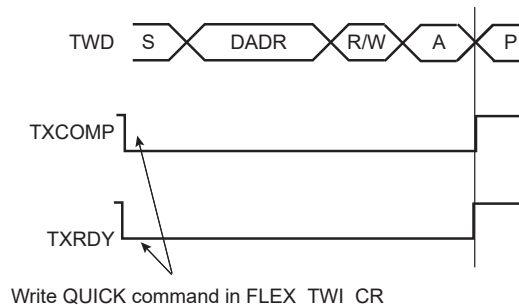 TWD S DADR R/W A P
TXCOMP
TXRDY
Write QUICK command in FLEX_TWI_CR